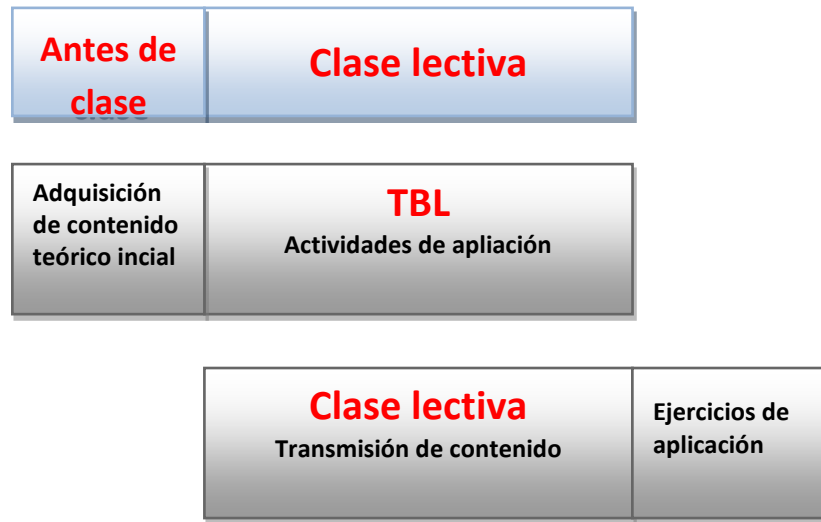 Antes de
clase
Clase lectiva
Adquisición
de contenido
teórico incial
TBL
Actividades de apliación
Clase lectiva
Transmisión de contenido
Ejercicios de
aplicación